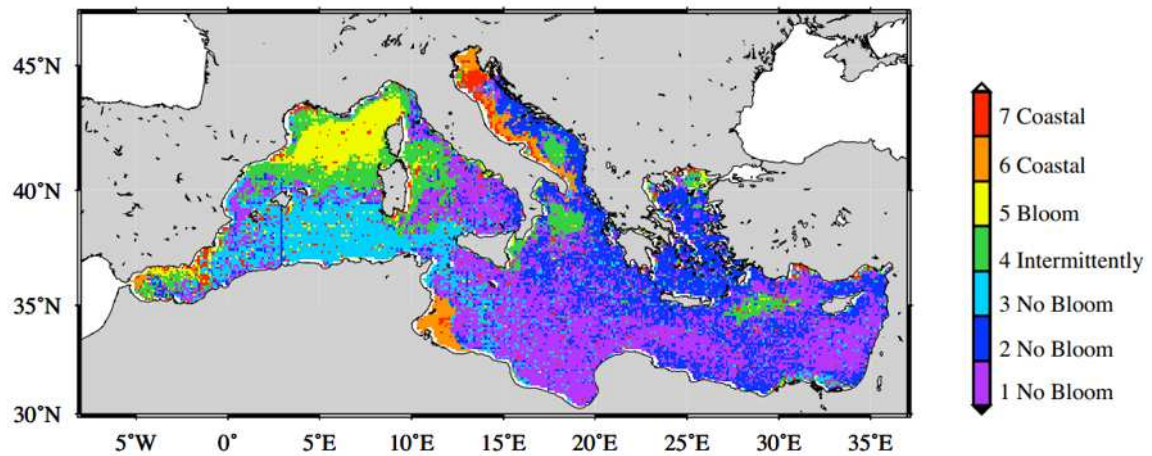 45°N
40°N
35°N
30°N
5°W 0° 5°E 10°E 15°E 20°E 25°E 30°E 35°E
7 Coastal
6 Coastal
5 Bloom
4 Intermittently
3 No Bloom
2 No Bloom
1 No Bloom